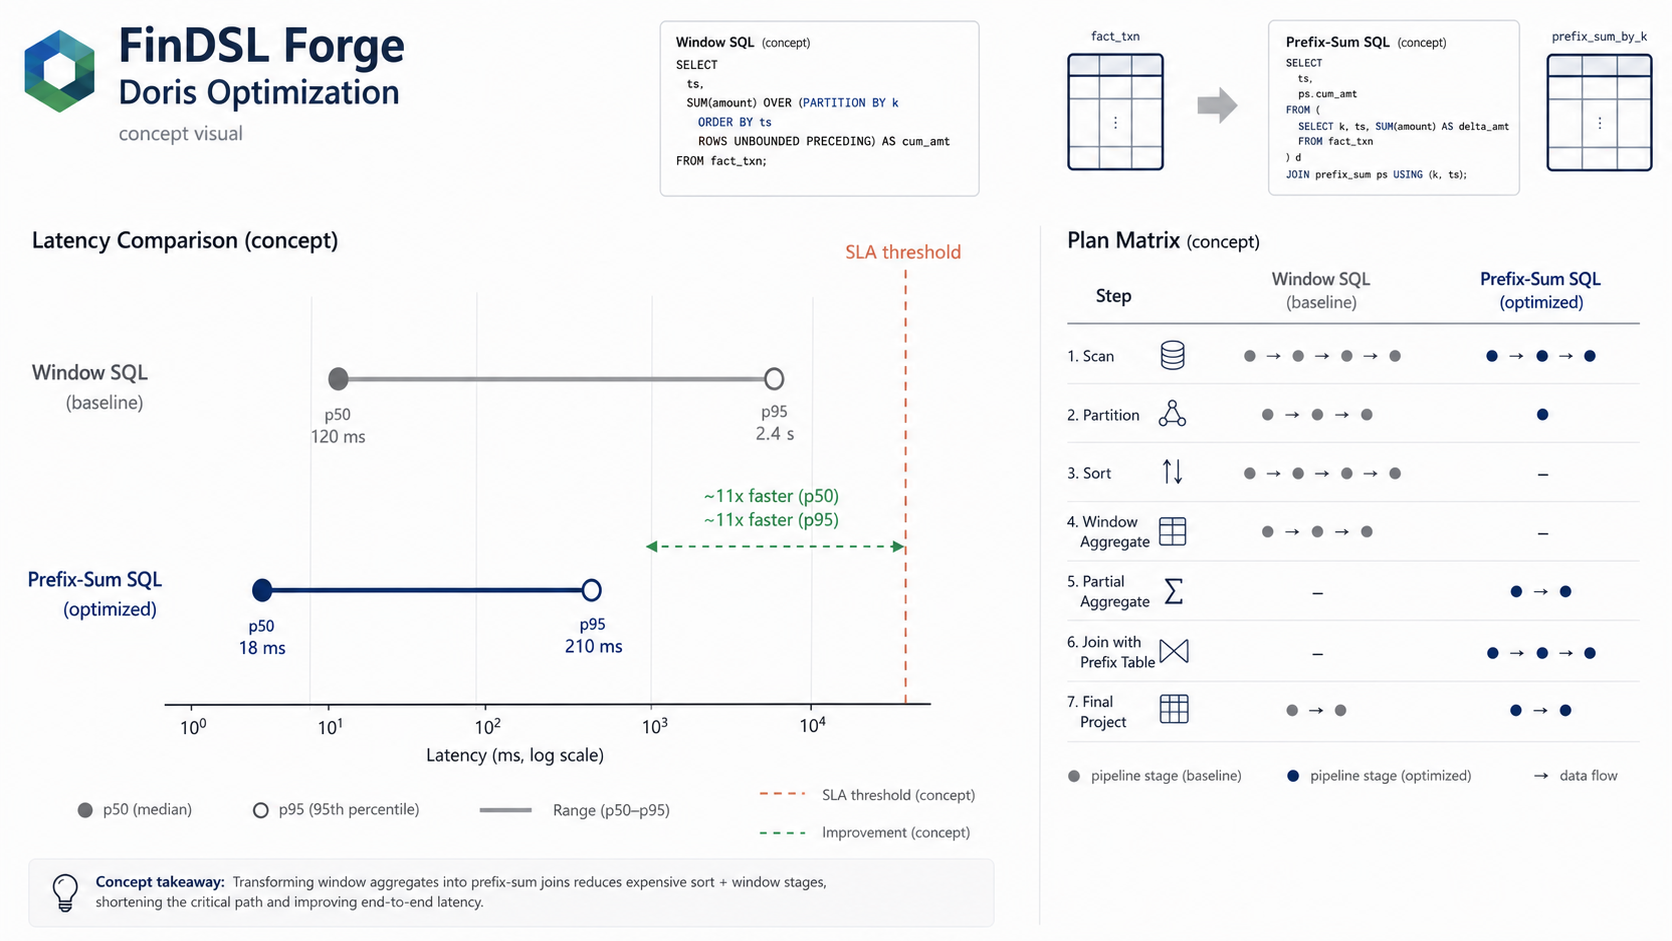 FinDSL Forge
Doris Optimization
concept visual
Window SQL (concept)
SELECT
ts,
SUM(amount) OVER (PARTITION BY k
ORDER BY ts
ROWS UNBOUNDED PRECEDING) AS cum_amt
FROM fact_txn;
fact_txn
⋮
Prefix-Sum SQL (concept)
SELECT
ts,
ps.cum_amt
FROM (
SELECT k, ts, SUM(amount) AS delta_amt
FROM fact_txn
) d
JOIN prefix_sum ps USING (k, ts);
prefix_sum_by_k
⋮
Latency Comparison (concept)
SLA threshold
Window SQL
(baseline)
p50
120 ms
p95
2.4 s
~11x faster (p50)
~11x faster (p95)
Prefix-Sum SQL
(optimized)
p50
18 ms
p95
210 ms
10⁰ 10¹ 10² 10³ 10⁴
Latency (ms, log scale)
p50 (median)
p95 (95th percentile)
Range (p50–p95)
SLA threshold (concept)
Improvement (concept)
Concept takeaway: Transforming window aggregates into prefix-sum joins reduces expensive sort + window stages,
shortening the critical path and improving end-to-end latency.
Plan Matrix (concept)
Step
Window SQL
(baseline)
Prefix-Sum SQL
(optimized)
1. Scan
2. Partition
3. Sort –
4. Window
Aggregate –
5. Partial
Aggregate –
Σ
6. Join with
Prefix Table –
7. Final
Project
pipeline stage (baseline)
pipeline stage (optimized)
→ data flow